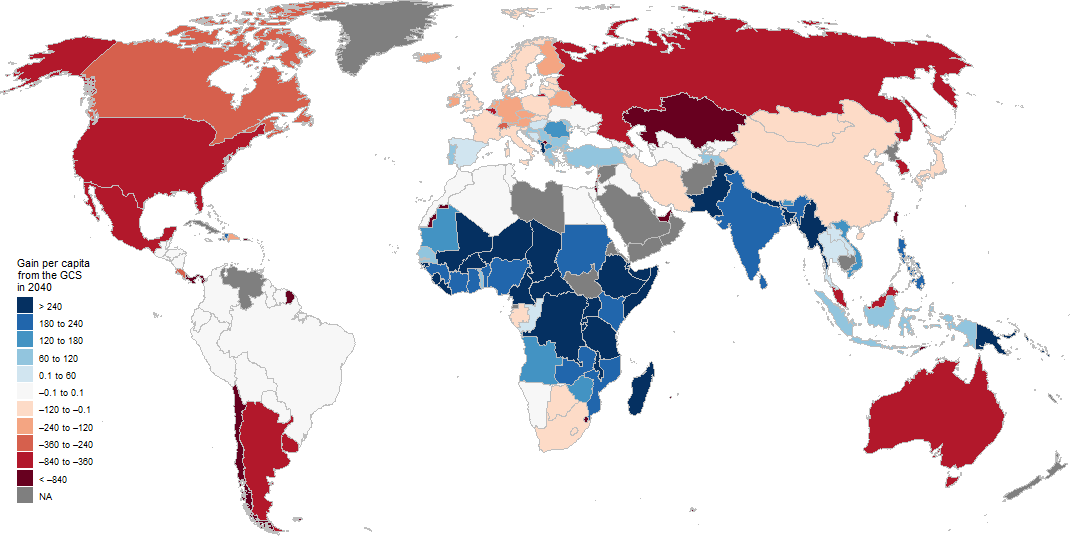 Gain per capita
from the GCS
in 2040
> 240
180 to 240
120 to 180
60 to 120
0.1 to 60
–0.1 to 0.1
–120 to –0.1
–240 to –120
–360 to –240
–840 to –360
< –840
NA